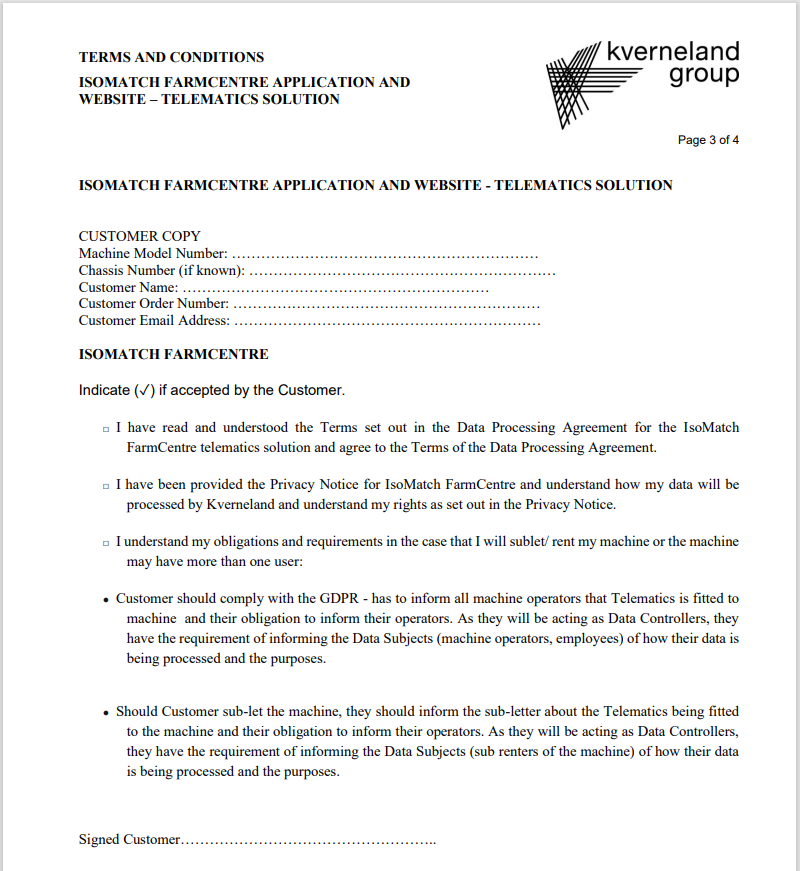 TERMS AND CONDITIONS
ISOMATCH FARMCENTRE APPLICATION AND
WEBSITE – TELEMATICS SOLUTION
kverneland
group
Page 3 of 4
ISOMATCH FARMCENTRE APPLICATION AND WEBSITE - TELEMATICS SOLUTION
CUSTOMER COPY
Machine Model Number: ………………………………………………………
Chassis Number (if known): ………………………………………………………
Customer Name: ………………………………………………………
Customer Order Number: ………………………………………………………
Customer Email Address: ………………………………………………………
ISOMATCH FARMCENTRE
Indicate (✓) if accepted by the Customer.
□ I have read and understood the Terms set out in the Data Processing Agreement for the IsoMatch
FarmCentre telematics solution and agree to the Terms of the Data Processing Agreement.
□ I have been provided the Privacy Notice for IsoMatch FarmCentre and understand how my data will be
processed by Kverneland and understand my rights as set out in the Privacy Notice.
□ I understand my obligations and requirements in the case that I will sublet/ rent my machine or the machine
may have more than one user:
• Customer should comply with the GDPR - has to inform all machine operators that Telematics is fitted to
machine  and their obligation to inform their operators. As they will be acting as Data Controllers, they
have the requirement of informing the Data Subjects (machine operators, employees) of how their data is
being processed and the purposes.
• Should Customer sub-let the machine, they should inform the sub-letter about the Telematics being fitted
to the machine and their obligation to inform their operators. As they will be acting as Data Controllers,
they have the requirement of informing the Data Subjects (sub renters of the machine) of how their data
is being processed and the purposes.
Signed Customer……………………………………………..